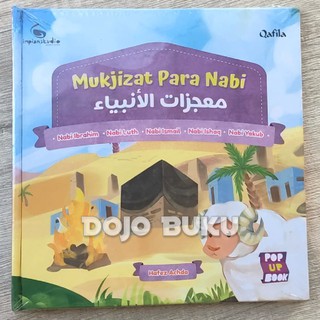 Qafila
Mukjizat Para Nabi
معجزات الأنبياء
Nabi Ibrahim • Nabi Luth • Nabi Ismail • Nabi Ishaq • Nabi Yakub
DOJO BUKU
Hafez Achda
POP
UP
BOOK